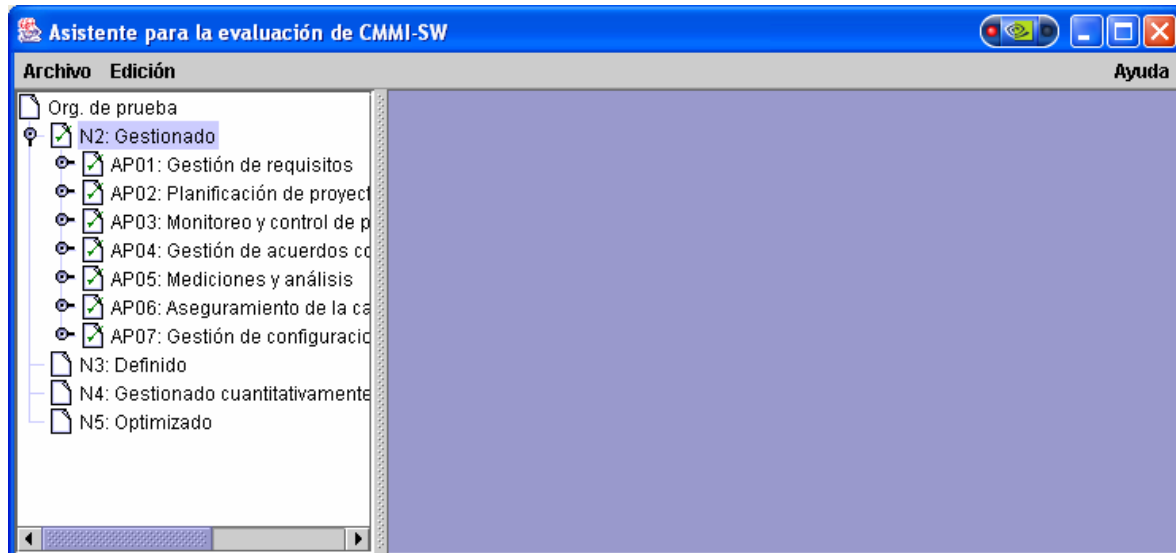 Asistente para la evaluación de CMMI-SW
Archivo Edición Ayuda
Org. de prueba
N2: Gestionado
AP01: Gestión de requisitos
AP02: Planificación de proyect
AP03: Monitoreo y control de p
AP04: Gestión de acuerdos co
AP05: Mediciones y análisis
AP06: Aseguramiento de la ca
AP07: Gestión de configuracio
N3: Definido
N4: Gestionado cuantitativamente
N5: Optimizado